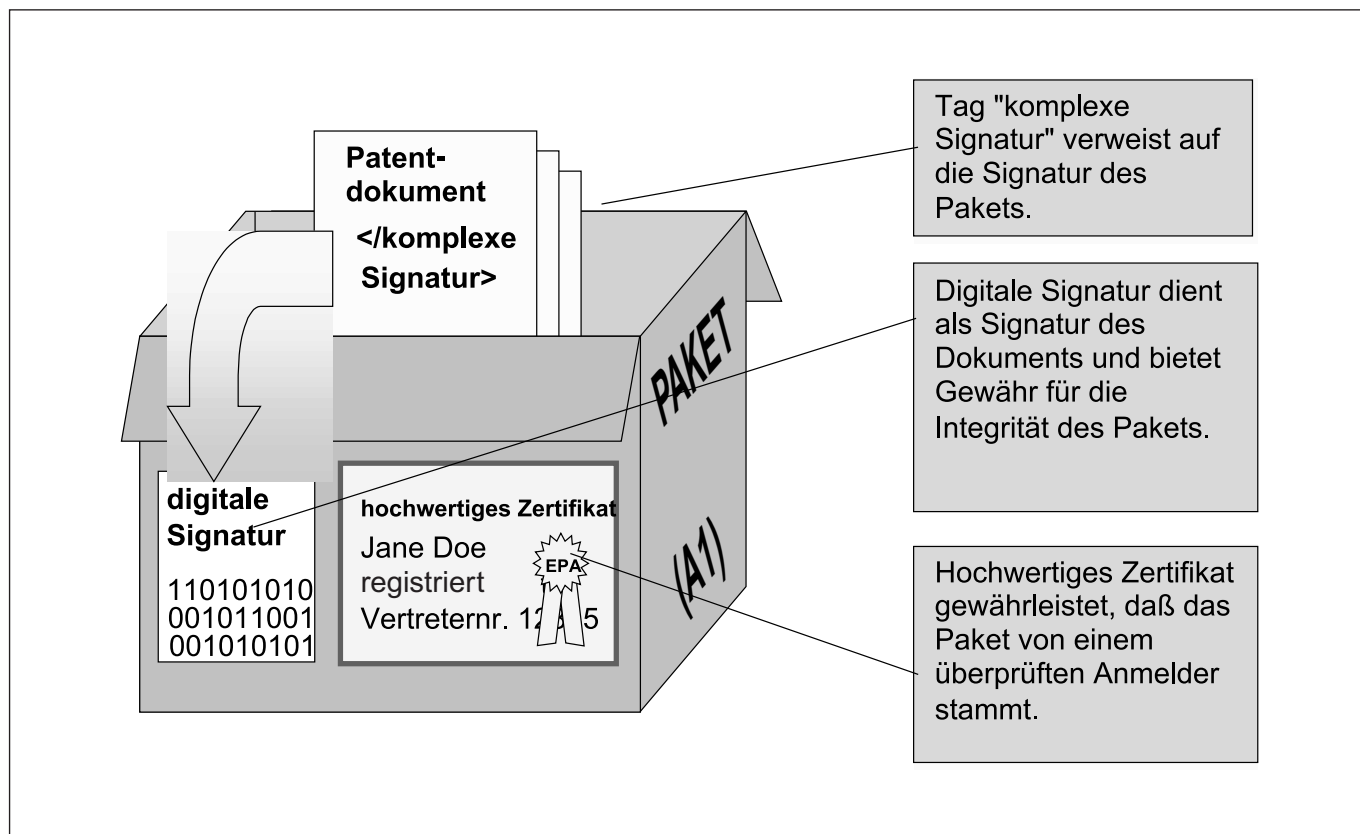 Patent-
dokument
</komplexe
Signatur>
PAKET
(A1)
digitale
Signatur
110101010
001011001
001010101
hochwertiges Zertifikat
Jane Doe
registriert
Vertreternr.
EPA
Tag "komplexe
Signatur" verweist auf
die Signatur des
Pakets.
Digitale Signatur dient
als Signatur des
Dokuments und bietet
Gewähr für die
Integrität des Pakets.
Hochwertiges Zertifikat
gewährleistet, daß das
Paket von einem
überprüften Anmelder
stammt.